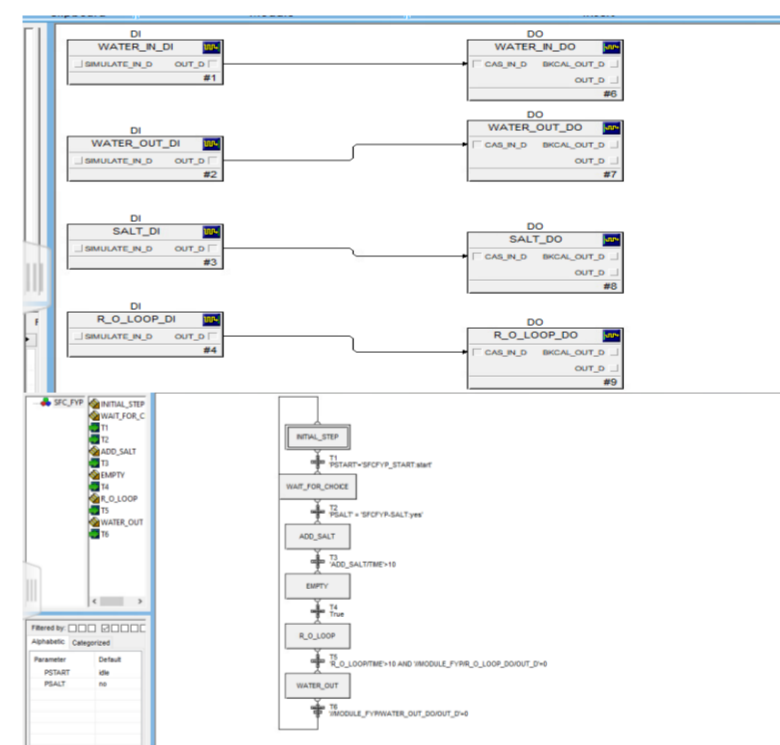 DI
WATER_IN_DI
SIMULATE_IN_D OUT_D
#1
DO
WATER_IN_DO
CAS_IN_D BKCAL_OUT_D
OUT_D
#6
DI
WATER_OUT_DI
SIMULATE_IN_D OUT_D
#2
DO
WATER_OUT_DO
CAS_IN_D BKCAL_OUT_D
OUT_D
#7
DI
SALT_DI
SIMULATE_IN_D OUT_D
#3
DO
SALT_DO
CAS_IN_D BKCAL_OUT_D
OUT_D
#8
DI
R_O_LOOP_DI
SIMULATE_IN_D OUT_D
#4
DO
R_O_LOOP_DO
CAS_IN_D BKCAL_OUT_D
OUT_D
#9
SFC_FYP
INITIAL_STEP
WAIT_FOR_C
T1
T2
ADD_SALT
T3
EMPTY
T4
R_O_LOOP
T5
WATER_OUT
T6
Filtered by:
Alphabetic Categorized
Parameter Default
PSTART idle
PSALT no
INITIAL_STEP
T1
'PSTART'='SFCFYP_START:start'
WAIT_FOR_CHOICE
T2
'PSALT' = 'SFCFYP-SALT:yes'
ADD_SALT
T3
'ADD_SALT/TIME'>10
EMPTY
T4
True
R_O_LOOP
T5
'R_O_LOOP/TIME'>10 AND '//MODULE_FYP/R_O_LOOP_DO/OUT_D'=0
WATER_OUT
T6
'//MODULE_FYP/WATER_OUT_DO/OUT_D'=0